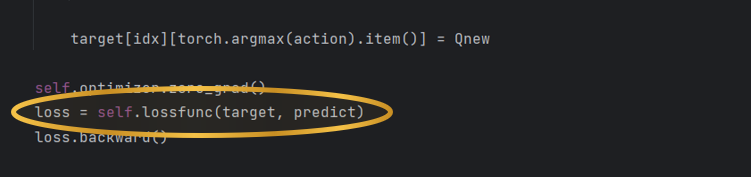 target[idx][torch.argmax(action).item()] = Qnew
self.optimizer.zero_grad()
loss = self.lossfunc(target, predict)
loss.backward()